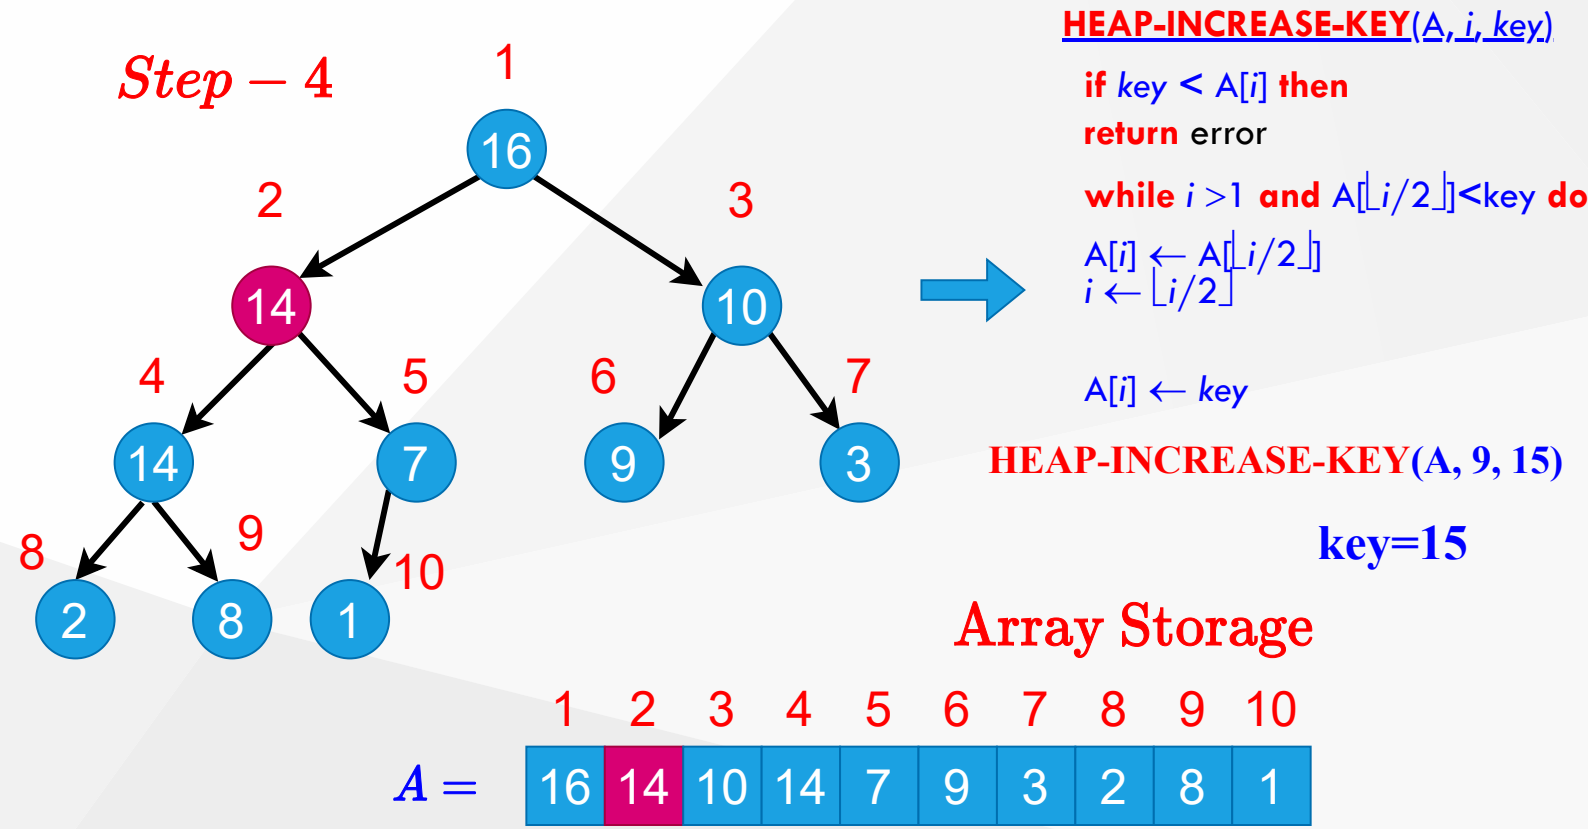 HEAP-INCREASE-KEY(A, i, key)
Step – 4
1
if key < A[i] then
return error
16
while i >1 and A[⌊i/2⌋]<key do
2
3
A[i] ← A[⌊i/2⌋]
i ← ⌊i/2⌋
14
10
4
5
6
7
A[i] ← key
14
7
9
3
HEAP-INCREASE-KEY(A, 9, 15)
8
9
10
key=15
2
8
1
Array Storage
1 2 3 4 5 6 7 8 9 10
A = 16 14 10 14 7 9 3 2 8 1